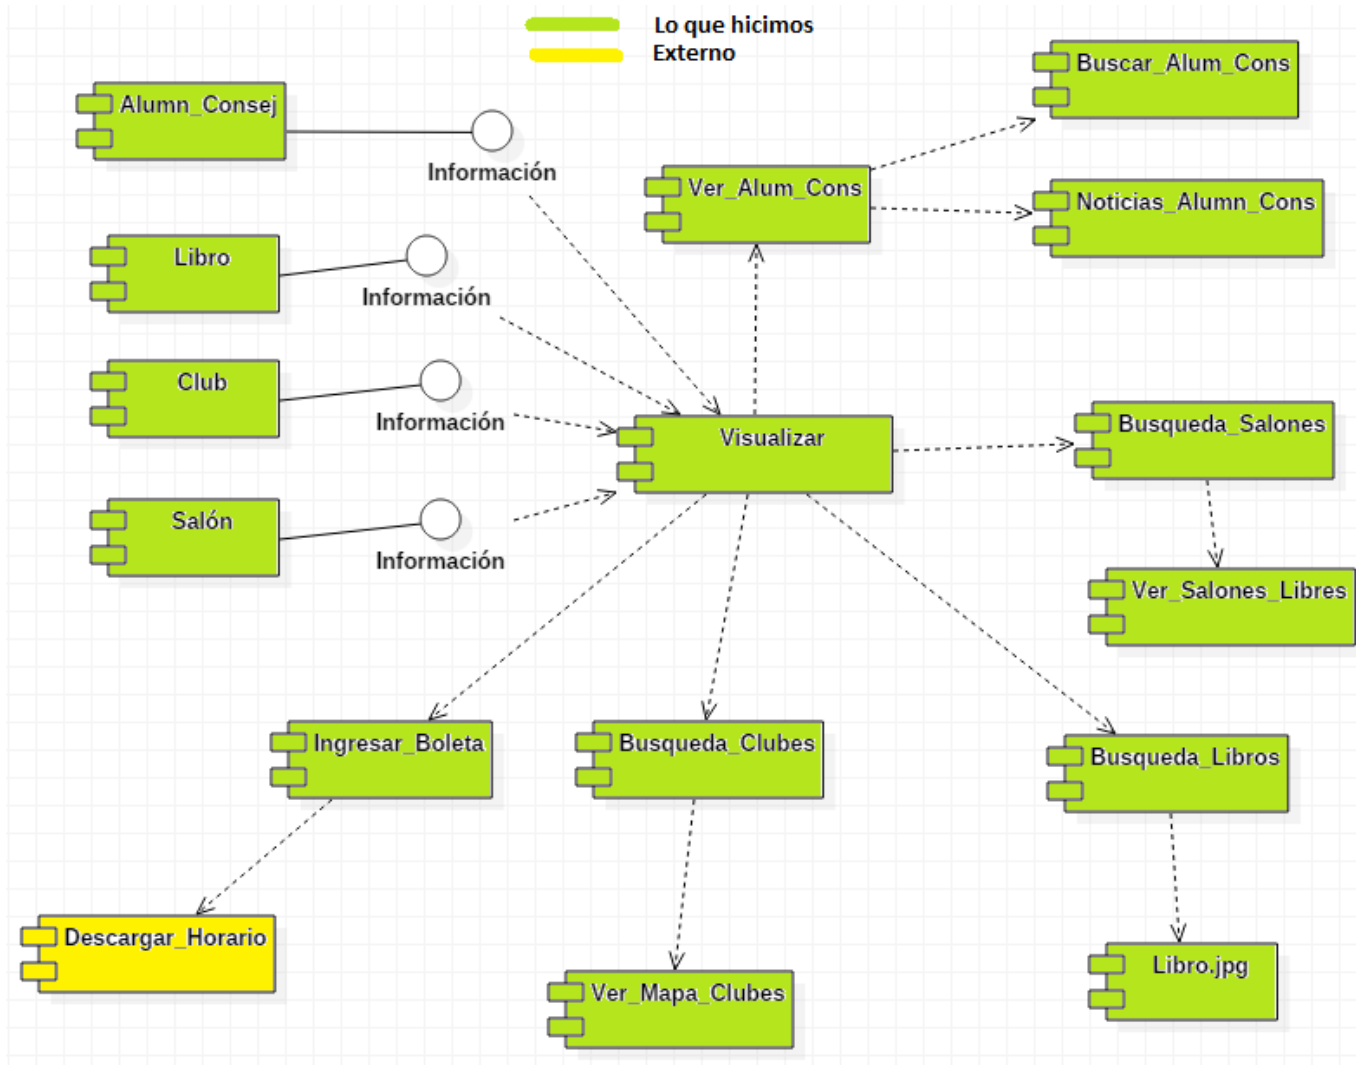 Lo que hicimos
Externo
Alumn_Consej
Información
Libro
Información
Club
Información
Salón
Información
Ver_Alum_Cons
Buscar_Alum_Cons
Noticias_Alumn_Cons
Visualizar
Busqueda_Salones
Ver_Salones_Libres
Ingresar_Boleta
Busqueda_Clubes
Busqueda_Libros
Descargar_Horario
Ver_Mapa_Clubes
Libro.jpg